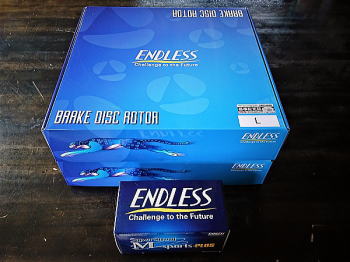 BRAKE DISC ROTOR
ENDLESS
Challenge to the Future
BRAKE DISC ROTOR
L
ENDLESS
ENDLESS
ENDLESS
Challenge to the Future
M-sports PLUS